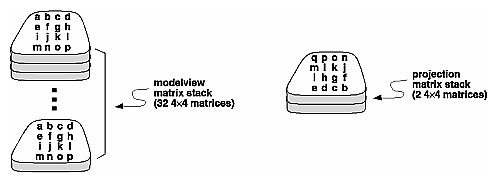 a b c d
e f g h
i j k l
m n o p
modelview
matrix stack
(32 4×4 matrices)
a b c d
e f g h
i j k l
m n o p
q p o n
m l k j
i h g f
e d c b
projection
matrix stack
(2 4×4 matrices)